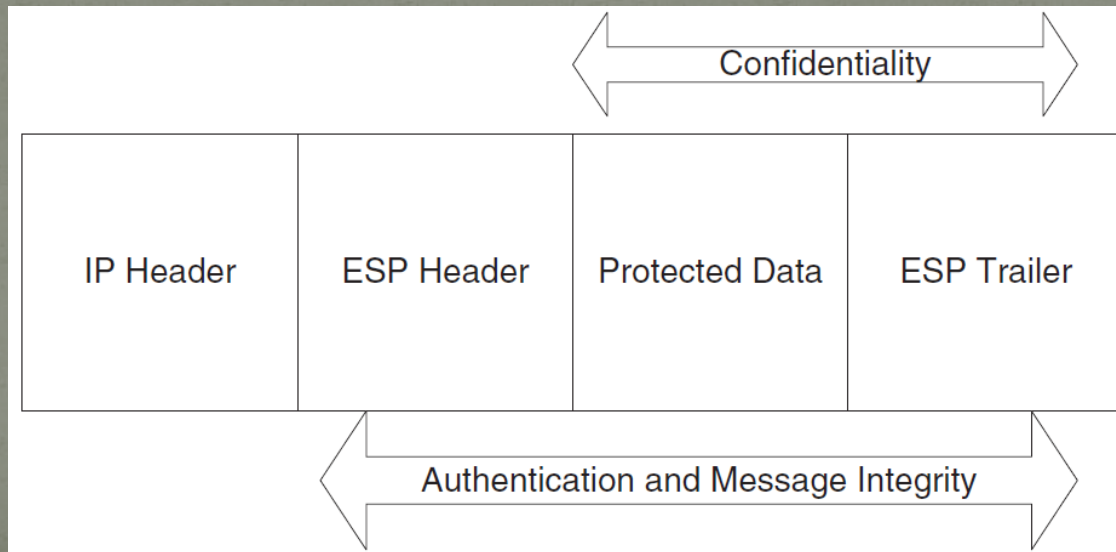 Confidentiality
IP Header
ESP Header
Protected Data
ESP Trailer
Authentication and Message Integrity